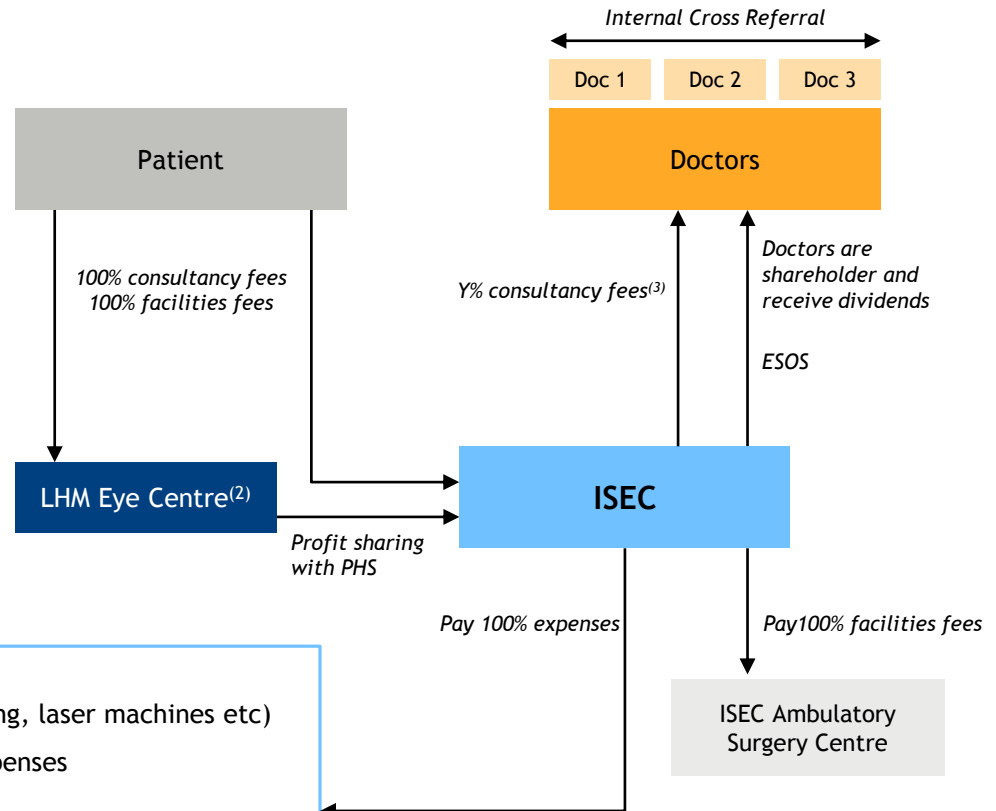 Internal Cross Referral
Doc 1
Doc 2
Doc 3
Patient
Doctors
100% consultancy fees
100% facilities fees
Y% consultancy fees(3)
Doctors are
shareholder and
receive dividends
ESOS
LHM Eye Centre(2)
ISEC
Profit sharing
with PHS
Pay 100% expenses
Pay100% facilities fees
laser machines etc)
ISEC Ambulatory
Surgery Centre